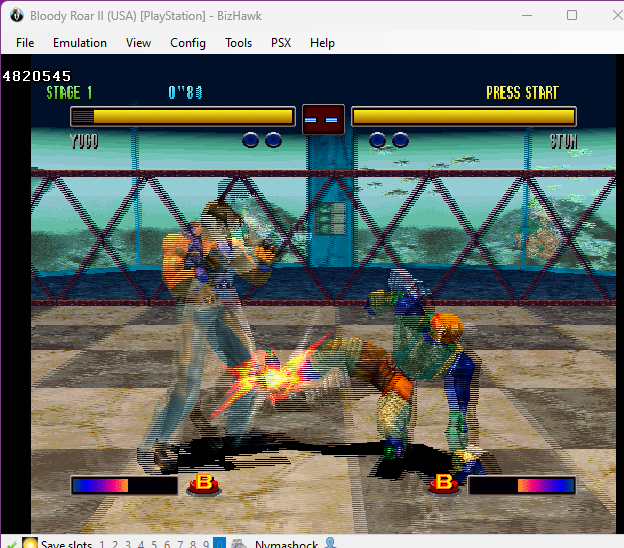 Bloody Roar II (USA) [PlayStation] - BizHawk
File Emulation View Config Tools PSX Help
4820545
STAGE 1 PRESS START
YUGO STUN
B B
Save slots 1 2 3 4 5 6 7 8 9 0 Nymashock